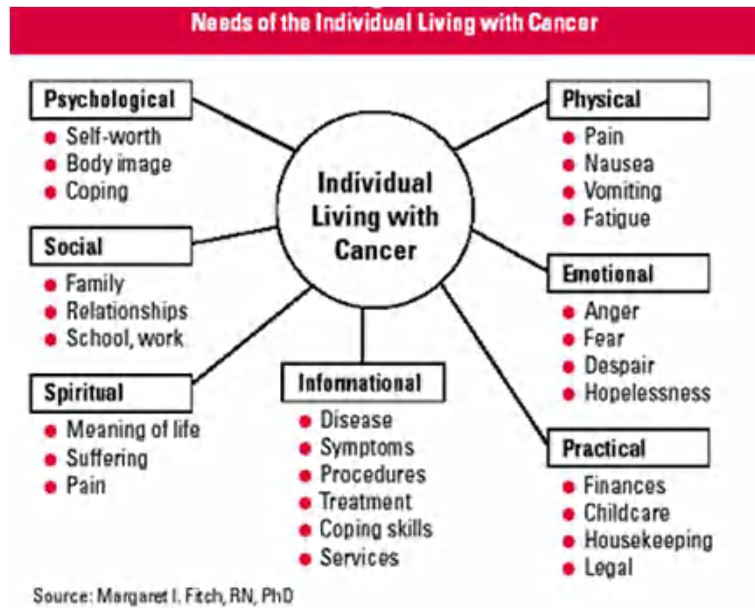 Needs of the Individual Living with Cancer
Psychological
Self-worth
Body image
Coping
Social
Family
Relationships
School, work
Spiritual
Meaning of life
Suffering
Pain
Individual
Living with
Cancer
Informational
Disease
Symptoms
Procedures
Treatment
Coping skills
Services
Physical
Pain
Nausea
Vomiting
Fatigue
Emotional
Anger
Fear
Despair
Hopelessness
Practical
Finances
Childcare
Housekeeping
Legal
Source: Margaret I. Fitch, RN, PhD